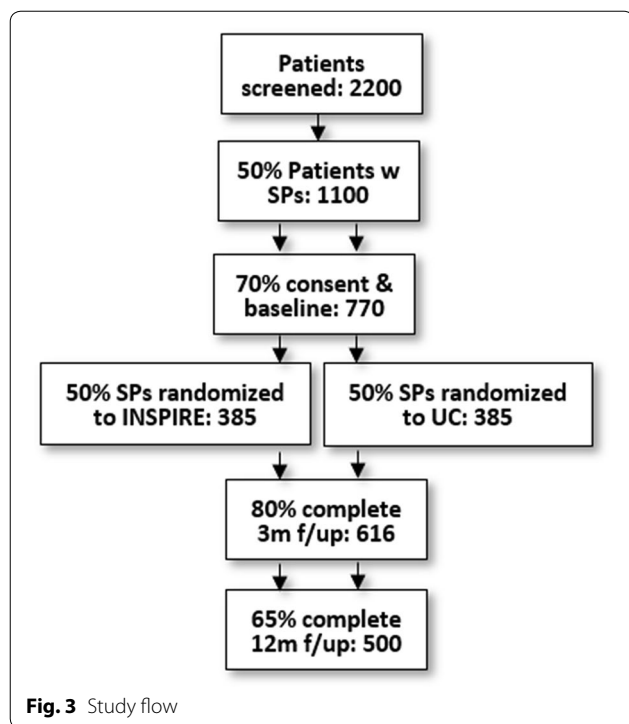 Patients
screened: 2200
50% Patients w
SPs: 1100
70% consent &
baseline: 770
50% SPs randomized
to INSPIRE: 385
50% SPs randomized
to UC: 385
80% complete
3m f/up: 616
65% complete
12m f/up: 500
Fig. 3 Study flow